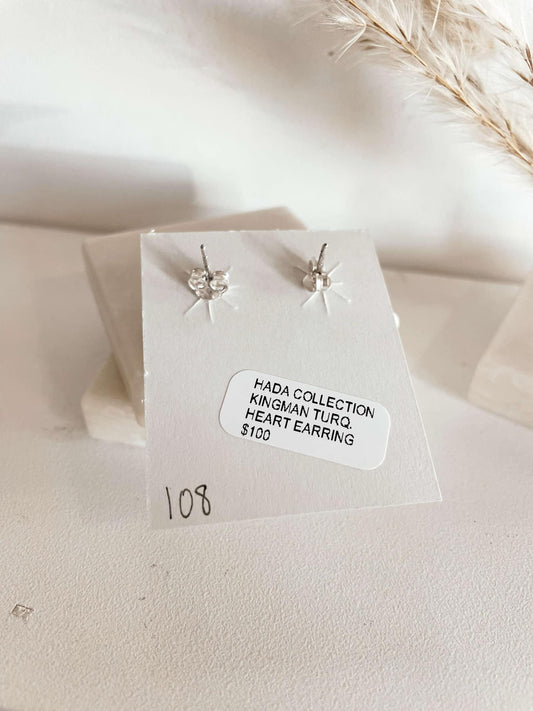 HADA COLLECTION
KINGMAN TURQ.
HEART EARRING
$100
108